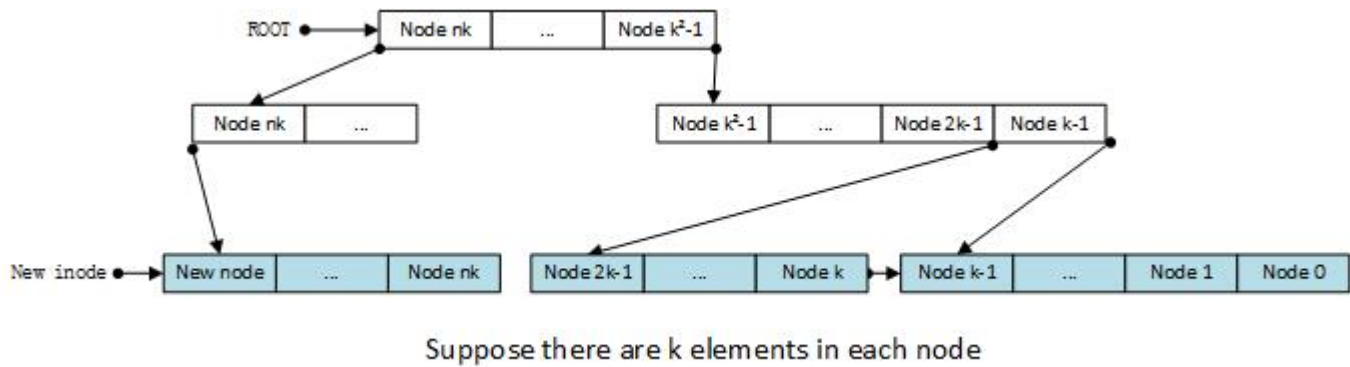 ROOT Node nk ... Node k²-1
Node nk ... Node k²-1 ... Node 2k-1 Node k-1
New inode New node ... Node nk Node 2k-1 ... Node k Node k-1 ... Node 1 Node 0
Suppose there are k elements in each node